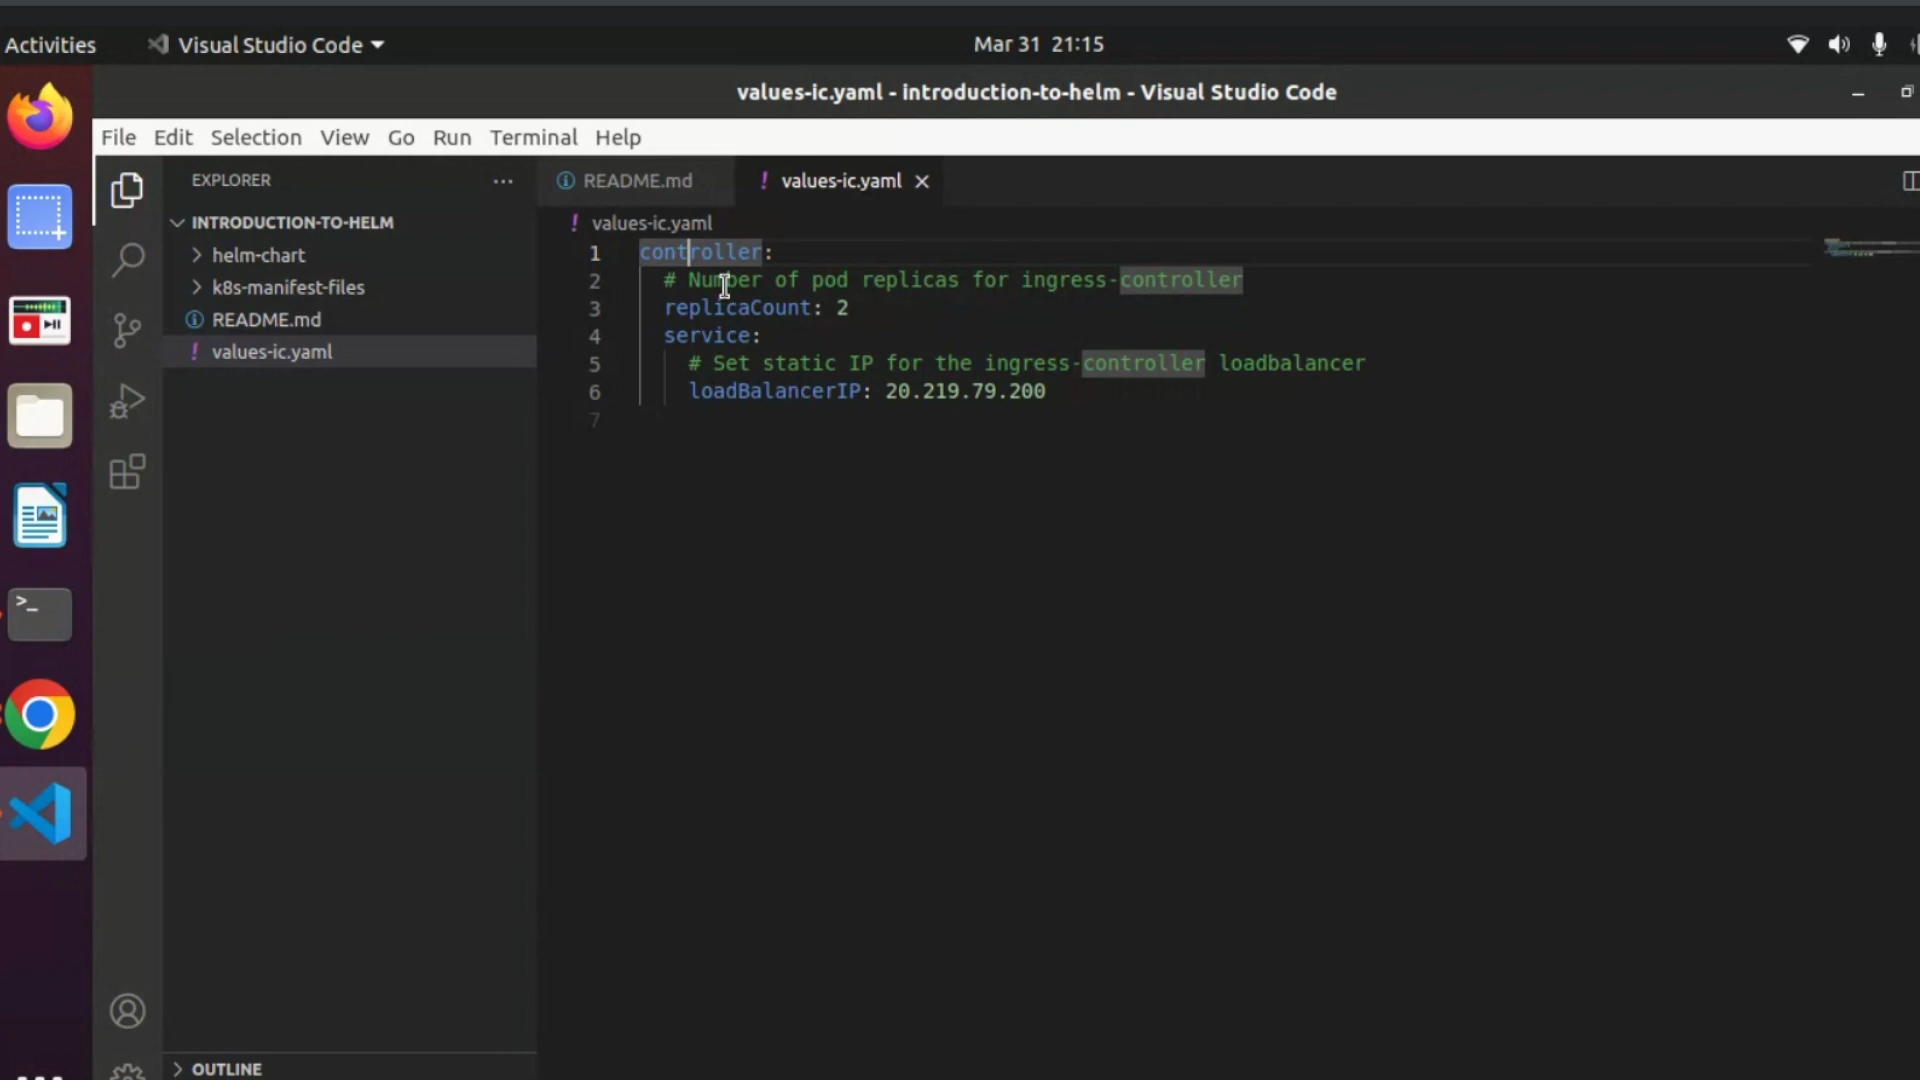 Activities
Visual Studio Code
Mar 31 21:15
values-ic.yaml - introduction-to-helm - Visual Studio Code
File Edit Selection View Go Run Terminal Help
EXPLORER
README.md
values-ic.yaml
INTRODUCTION-TO-HELM
helm-chart
k8s-manifest-files
README.md
values-ic.yaml
OUTLINE
values-ic.yaml
1 controller:
2 # Number of pod replicas for ingress-controller
3 replicaCount: 2
4 service:
5 # Set static IP for the ingress-controller loadbalancer
6 loadBalancerIP: 20.219.79.200
7